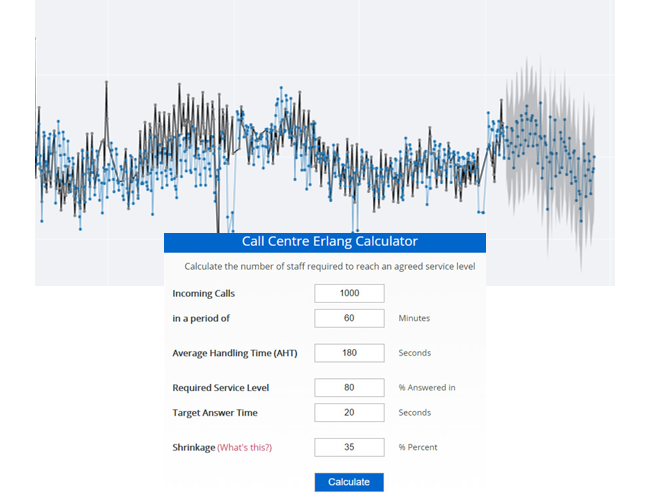 Call Centre Erlang Calculator
Calculate the number of staff required to reach an agreed service level
Incoming Calls 1000
in a period of 60 Minutes
Average Handling Time (AHT) 180 Seconds
Required Service Level 80 % Answered in
Target Answer Time 20 Seconds
Shrinkage (What's this?) 35 % Percent
Calculate